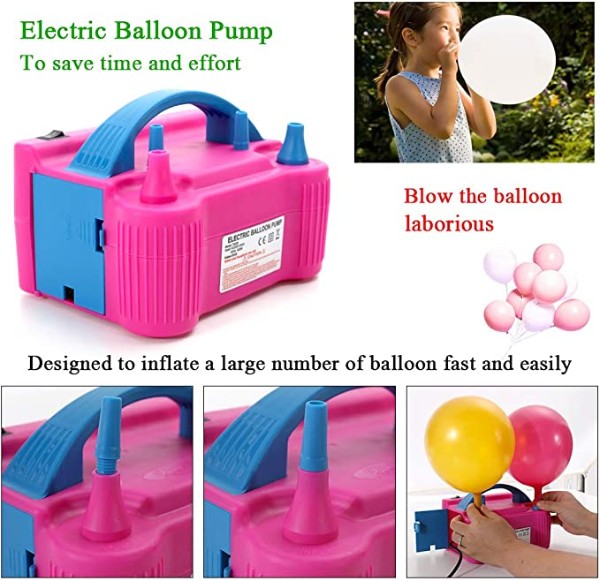 Electric Balloon Pump
To save time and effort
ELECTRIC BALLOON PUMP
CE
Blow the balloon
laborious
Designed to inflate a large number of balloon fast and easily